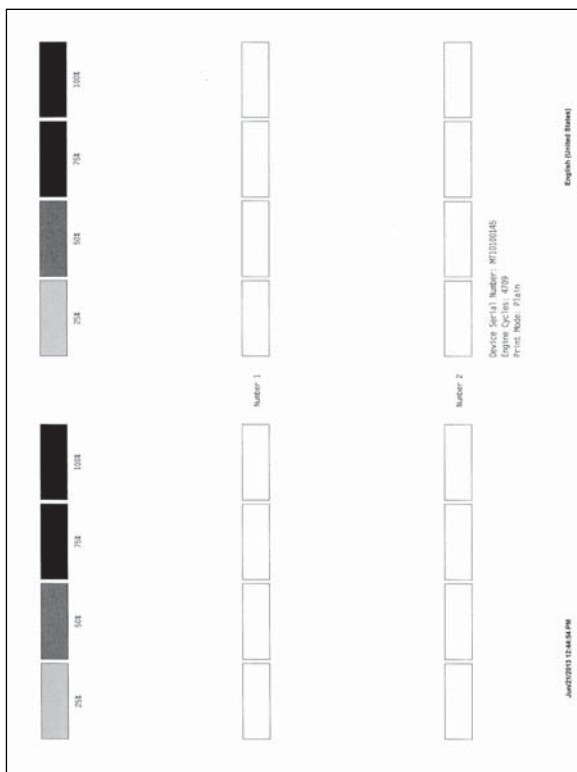 25% 50% 75% 100% 25% 50% 75% 100%
Number 1
Number 2
Device Serial Number: MT10100145
Engine Cycles: 4709
Print Mode: Plain
Jun/21/2013 12:44:54 PM English (United States)